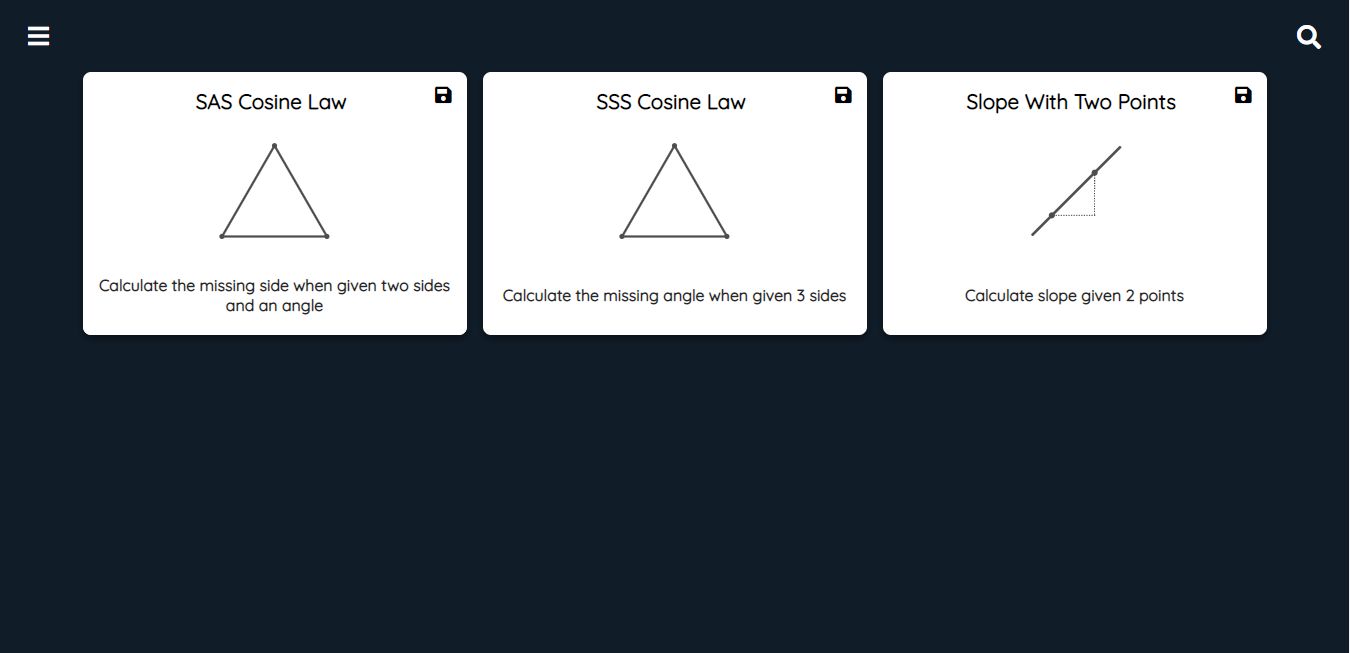 SAS Cosine Law
Calculate the missing side when given two sides
and an angle
SSS Cosine Law
Calculate the missing angle when given 3 sides
Slope With Two Points
Calculate slope given 2 points